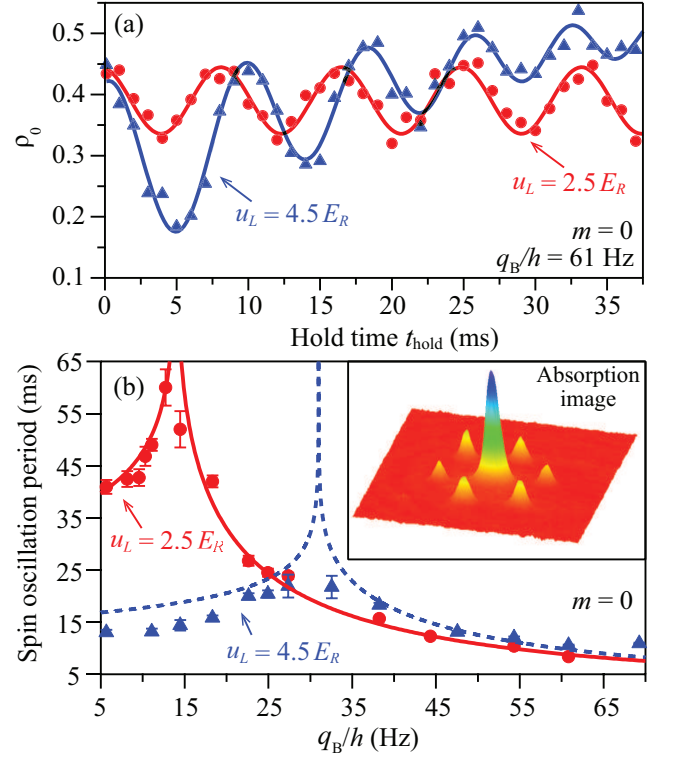 (a)
0.5
0.4
0.3
0.2
0.1
ρ₀
u_L = 4.5 E_R
u_L = 2.5 E_R
m = 0
q_B/h = 61 Hz
0 5 10 15 20 25 30 35
Hold time t_hold (ms)
(b)
65
55
45
35
25
15
5
Spin oscillation period (ms)
Absorption
image
u_L = 2.5 E_R
u_L = 4.5 E_R
m = 0
5 15 25 35 45 55 65
q_B/h (Hz)